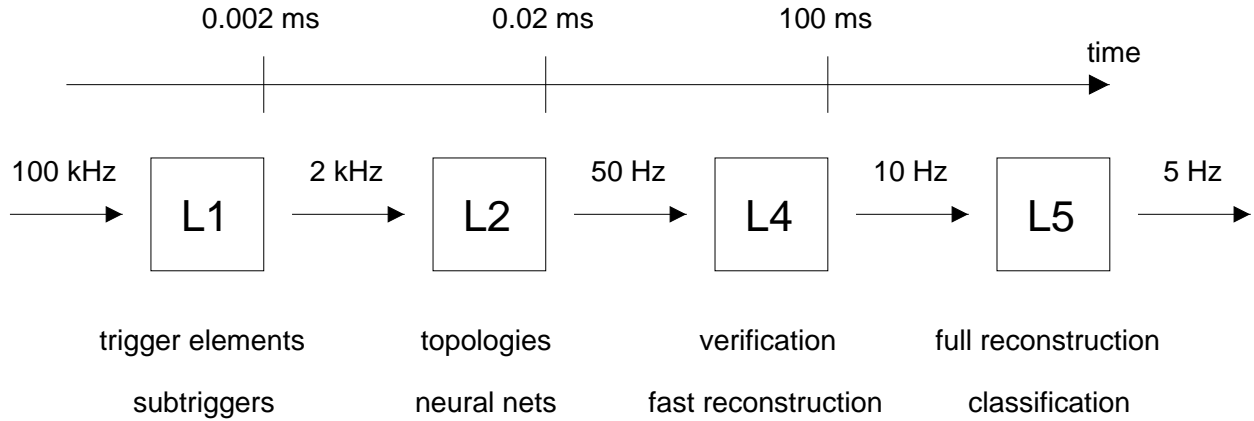 0.002 ms 0.02 ms 100 ms
time
100 kHz 2 kHz 50 Hz 10 Hz 5 Hz
L1 L2 L4 L5
trigger elements topologies verification full reconstruction
subtriggers neural nets fast reconstruction classification